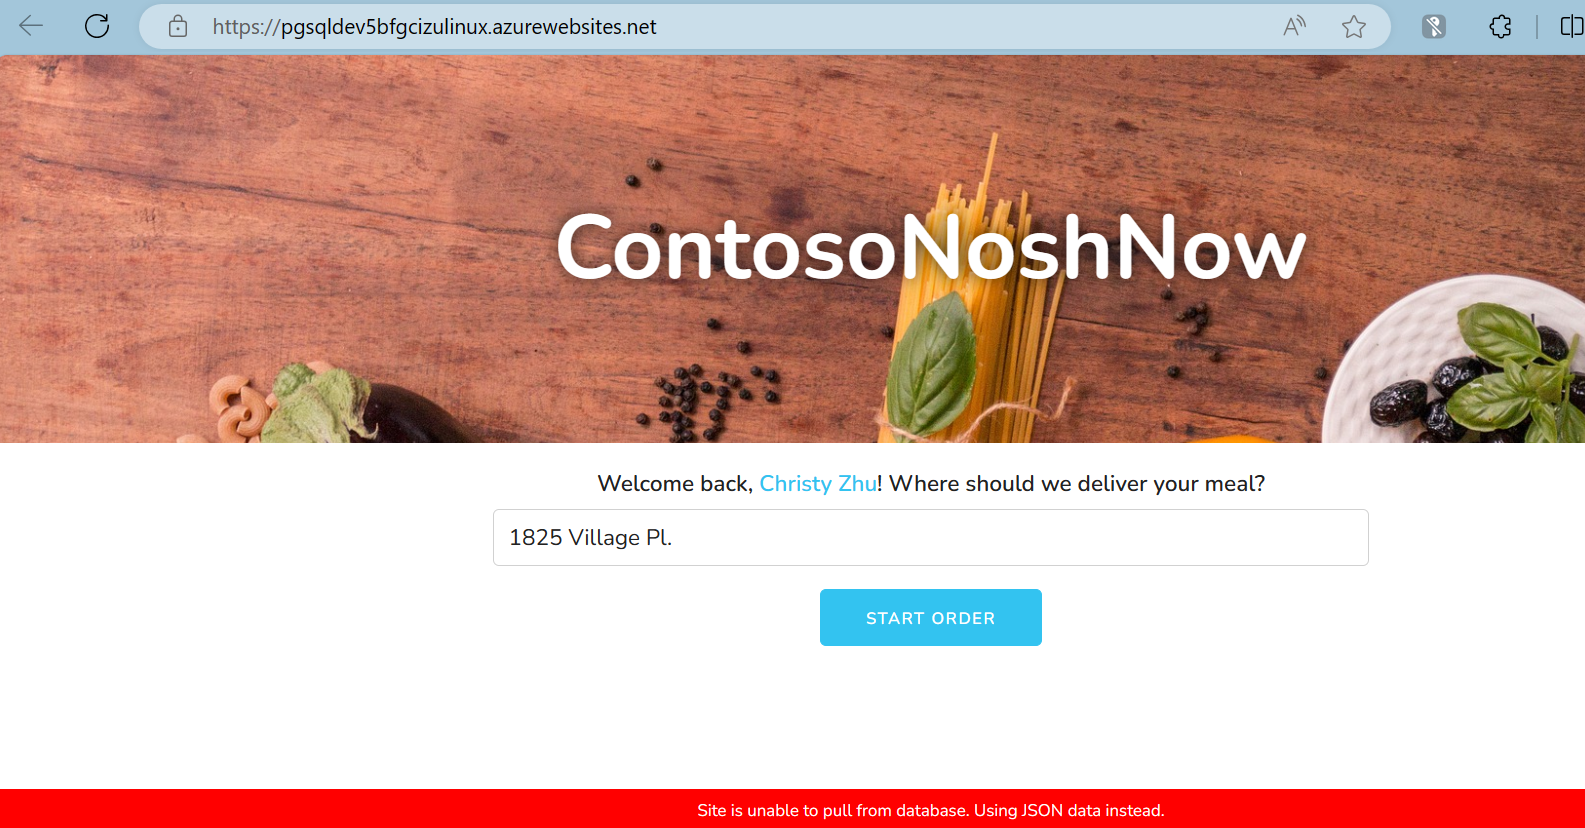 https://pgsqldev5bfgcizulinux.azurewebsites.net
ContosoNoshNow
Welcome back, Christy Zhu! Where should we deliver your meal?
1825 Village Pl.
START ORDER
Site is unable to pull from database. Using JSON data instead.